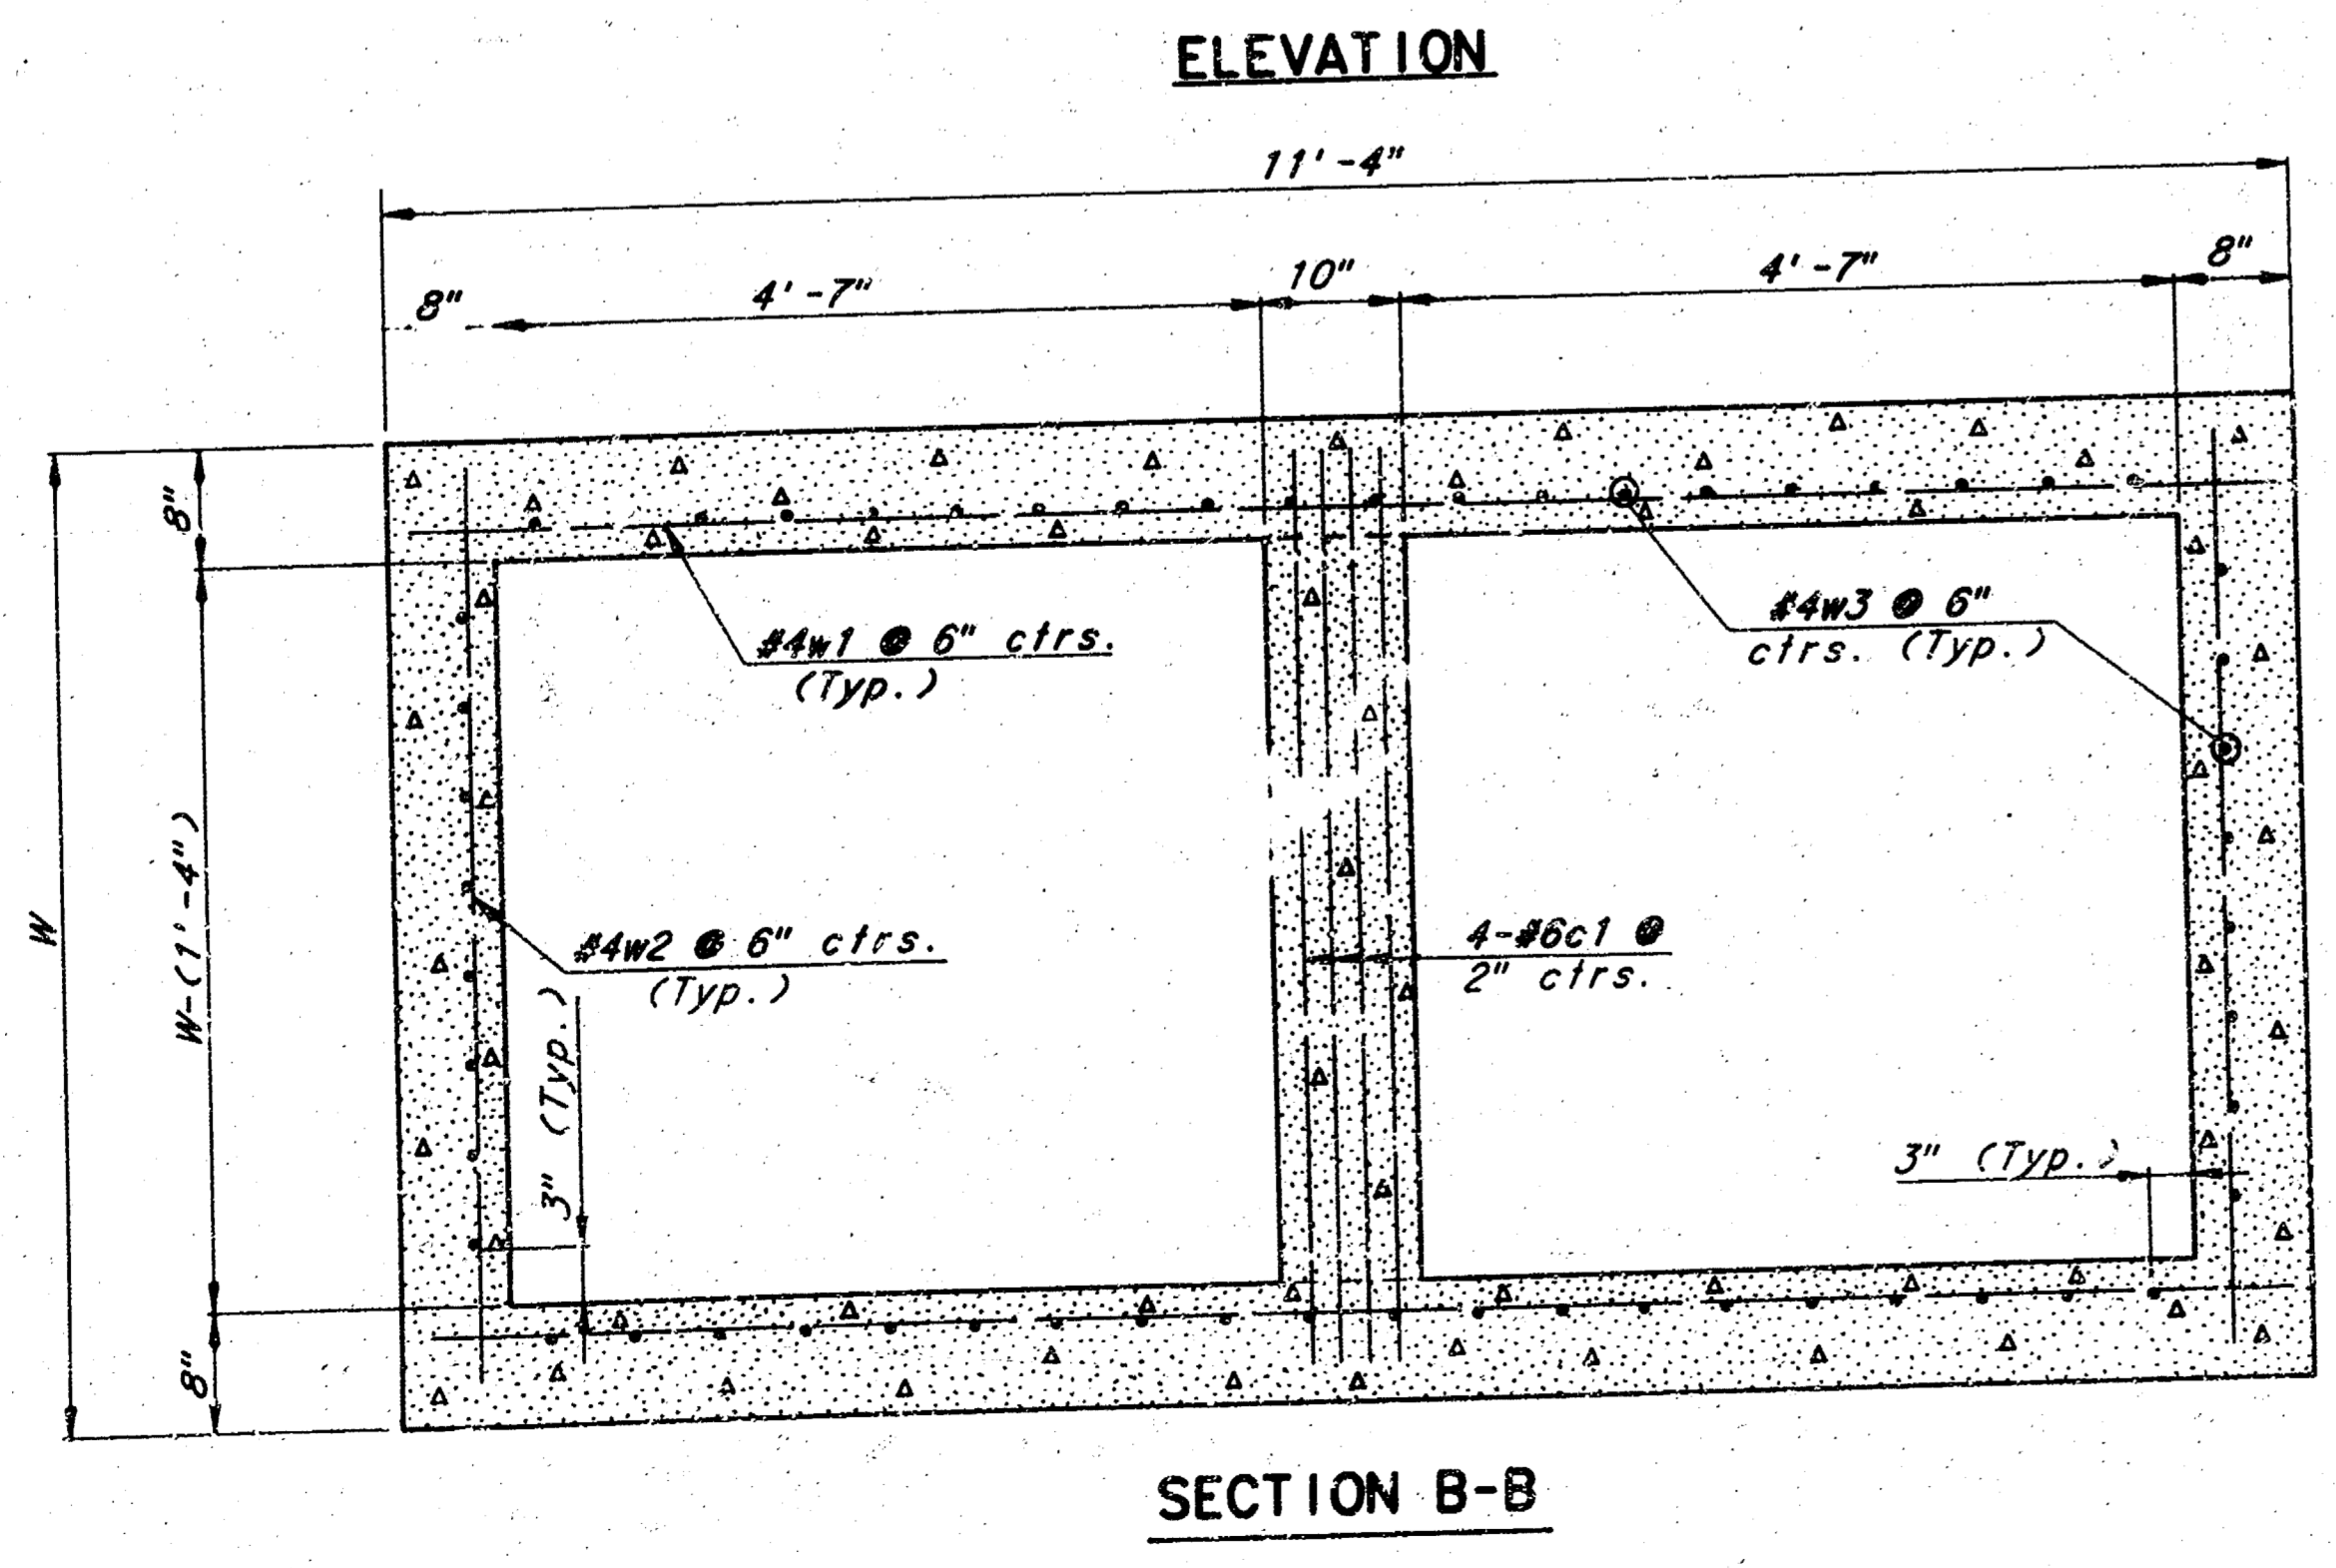 ELEVATION
11'-4"
8" 4'-7" 10" 4'-7" 8"
8"
#4w1 @ 6" ctrs.
(Typ.)
#4w3 @ 6"
ctrs. (Typ.)
W
W-(1'-4")
#4w2 @ 6" ctrs.
(Typ.)
4-#6c1 @
2" ctrs.
3" (Typ.)
3" (Typ.)
8"
SECTION B-B